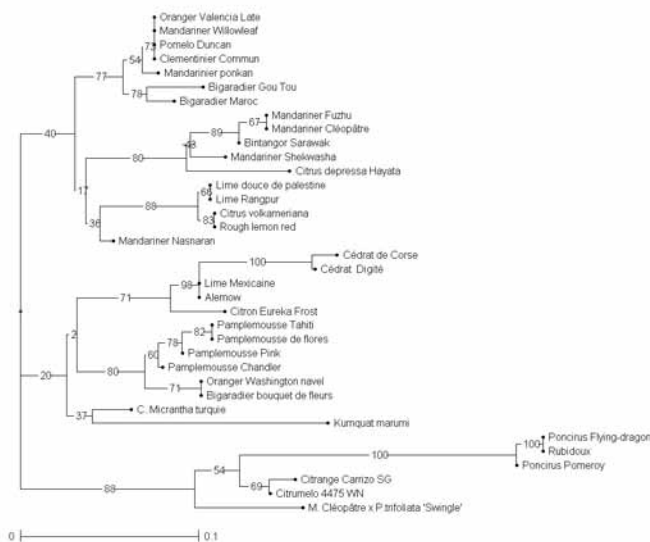 Oranger Valencia Late
Mandariner Willowleaf
73
Pomelo Duncan
54
Clementinier Commun
Mandarinier ponkan
77
Bigaradier Gou Tou
78
Bigaradier Maroc
Mandariner Fuzhu
67
Mandariner Cléopâtre
40
89
Bintangor Sarawak
48
Mandariner Shekwasha
80
Citrus depressa Hayata
Lime douce de palestine
66
Lime Rangpur
88
Citrus volkameriana
36
83
Rough lemon red
Mandariner Nasnaran
Cédrat de Corse
100
Cédrat Digité
98
Lime Mexicaine
71
Alemow
Citron Eureka Frost
2
Pamplemousse Tahiti
82
Pamplemousse de flores
78
Pamplemousse Pink
60
Pamplemousse Chandler
20
80
Oranger Washington navel
71
Bigaradier bouquet de fleurs
C. Micrantha turquie
37
Kumquat marumi
Poncirus Flying-dragon
100
Rubidoux
100
Poncirus Pomeroy
54
Citrange Carrizo SG
69
88
Citrumelo 4475 WN
M. Cléopâtre x P.trifoliata 'Swingle'
0
0.1